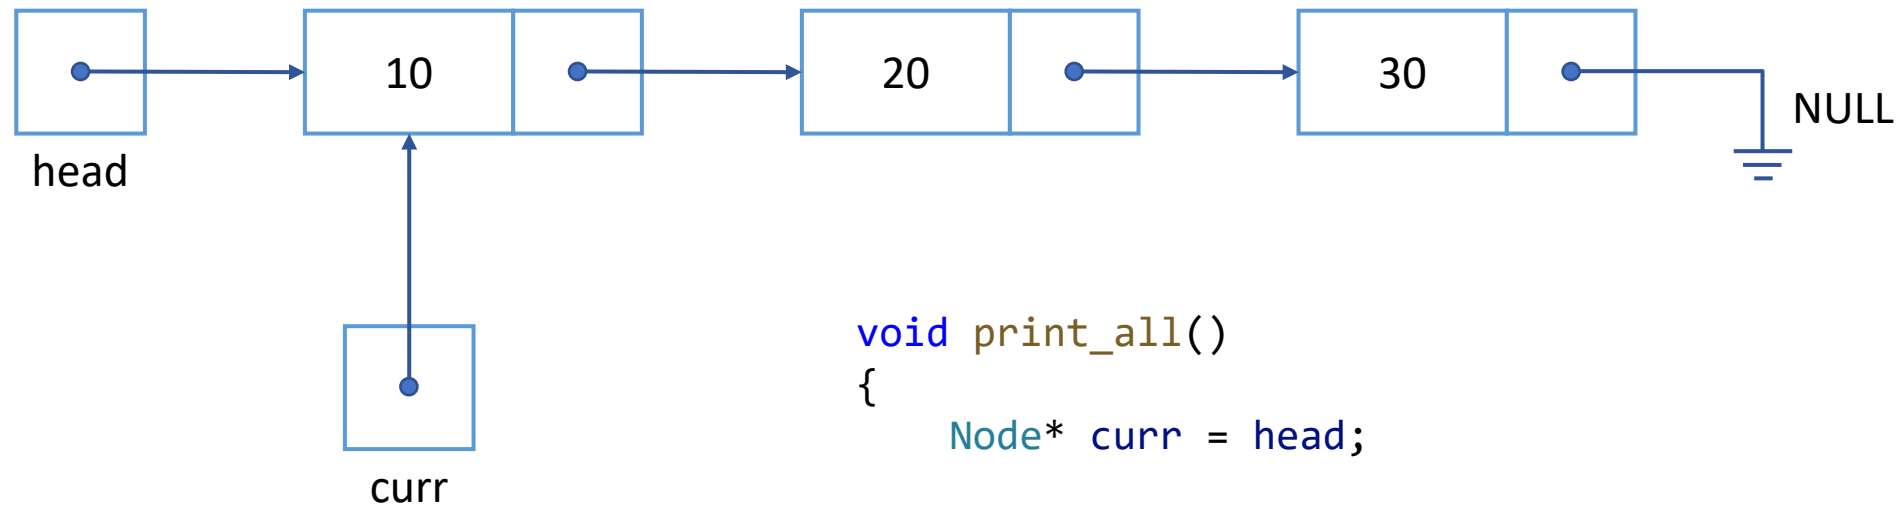 10
20
30
NULL
head
curr
void print_all()
{
    Node* curr = head;